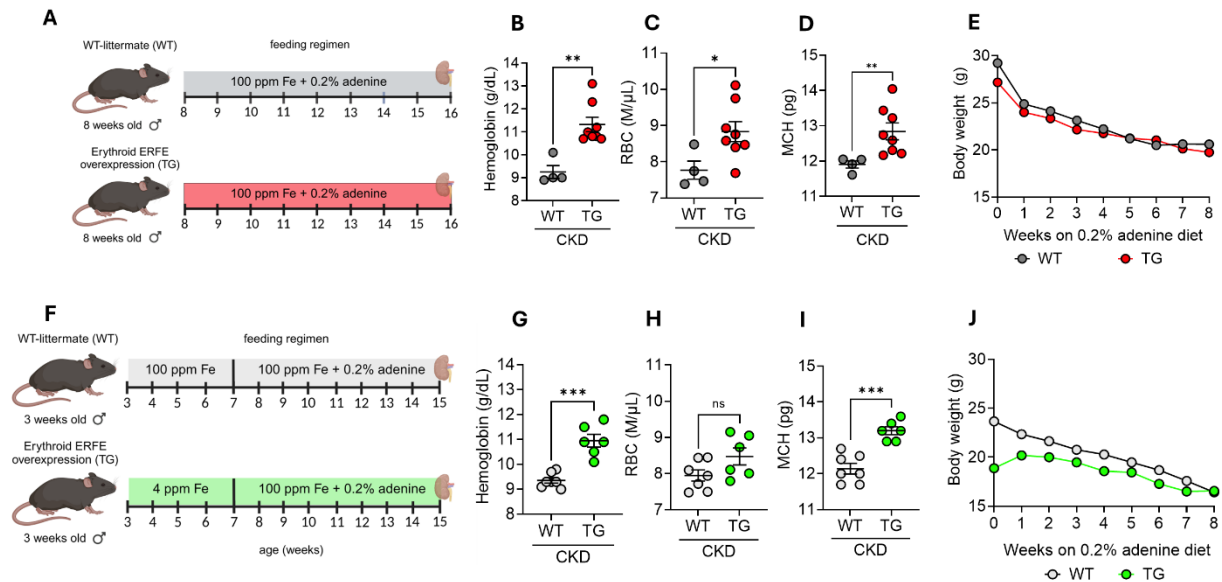 A
WT-littermate (WT)
feeding regimen
100 ppm Fe + 0.2% adenine
8 9 10 11 12 13 14 15 16
8 weeks old ♂
Erythroid ERFE
overexpression (TG)
100 ppm Fe + 0.2% adenine
8 9 10 11 12 13 14 15 16
8 weeks old ♂
B
Hemoglobin (g/dL)
14
13
12
11
10
9
8
**
WT TG
CKD
C
RBC (M/μL)
11
10
9
8
7
*
WT TG
CKD
D
MCH (pg)
15
14
13
12
11
**
WT TG
CKD
E
Body weight (g)
30
25
20
15
0 1 2 3 4 5 6 7 8
Weeks on 0.2% adenine diet
WT TG
F
WT-littermate (WT)
feeding regimen
100 ppm Fe 100 ppm Fe + 0.2% adenine
3 4 5 6 7 8 9 10 11 12 13 14 15
3 weeks old ♂
Erythroid ERFE
overexpression (TG)
4 ppm Fe 100 ppm Fe + 0.2% adenine
3 4 5 6 7 8 9 10 11 12 13 14 15
3 weeks old ♂
age (weeks)
G
Hemoglobin (g/dL)
14
13
12
11
10
9
8
***
WT TG
CKD
H
RBC (M/μL)
11
10
9
8
7
ns
WT TG
CKD
I
MCH (pg)
15
14
13
12
11
***
WT TG
CKD
J
Body weight (g)
30
25
20
15
0 1 2 3 4 5 6 7 8
Weeks on 0.2% adenine diet
WT TG